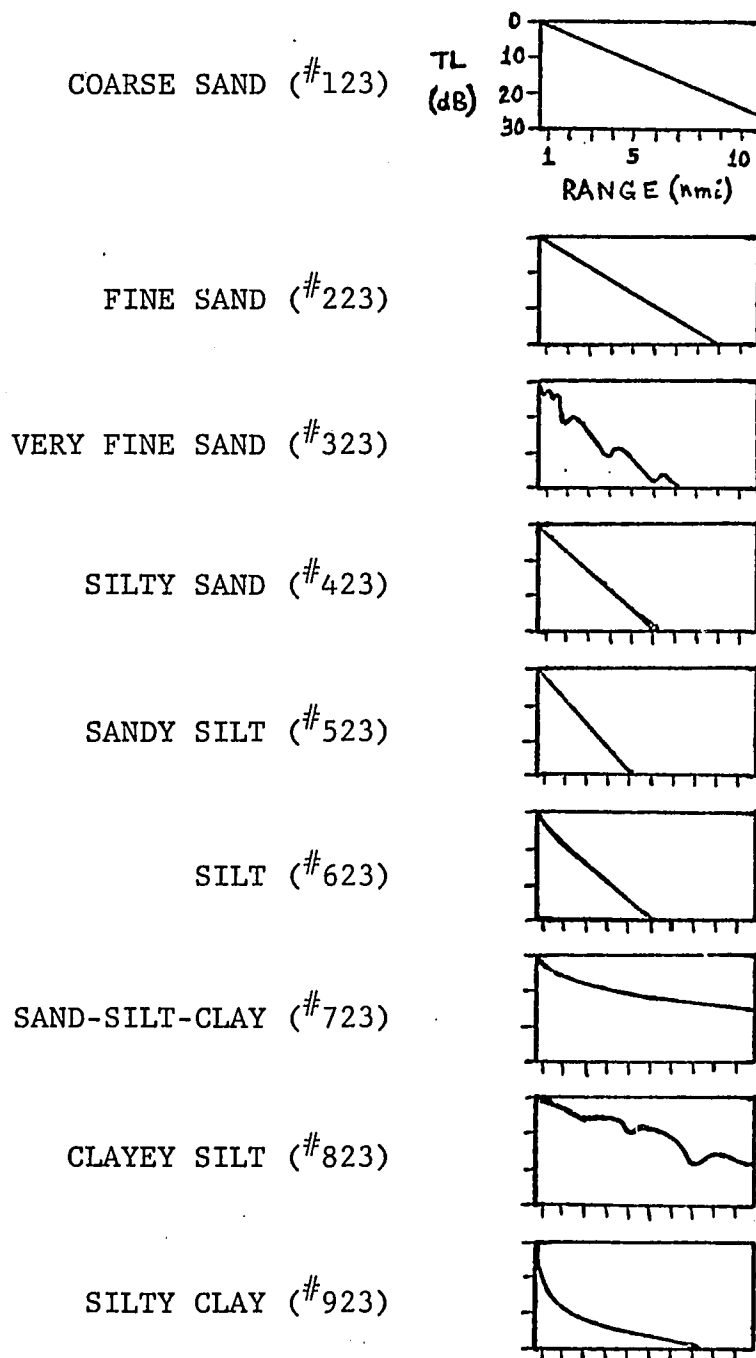 COARSE SAND (#123)
TL
(dB)
0
10
20
30
1 5 10
RANGE (nmi)
FINE SAND (#223)
VERY FINE SAND (#323)
SILTY SAND (#423)
SANDY SILT (#523)
SILT (#623)
SAND-SILT-CLAY (#723)
CLAYEY SILT (#823)
SILTY CLAY (#923)